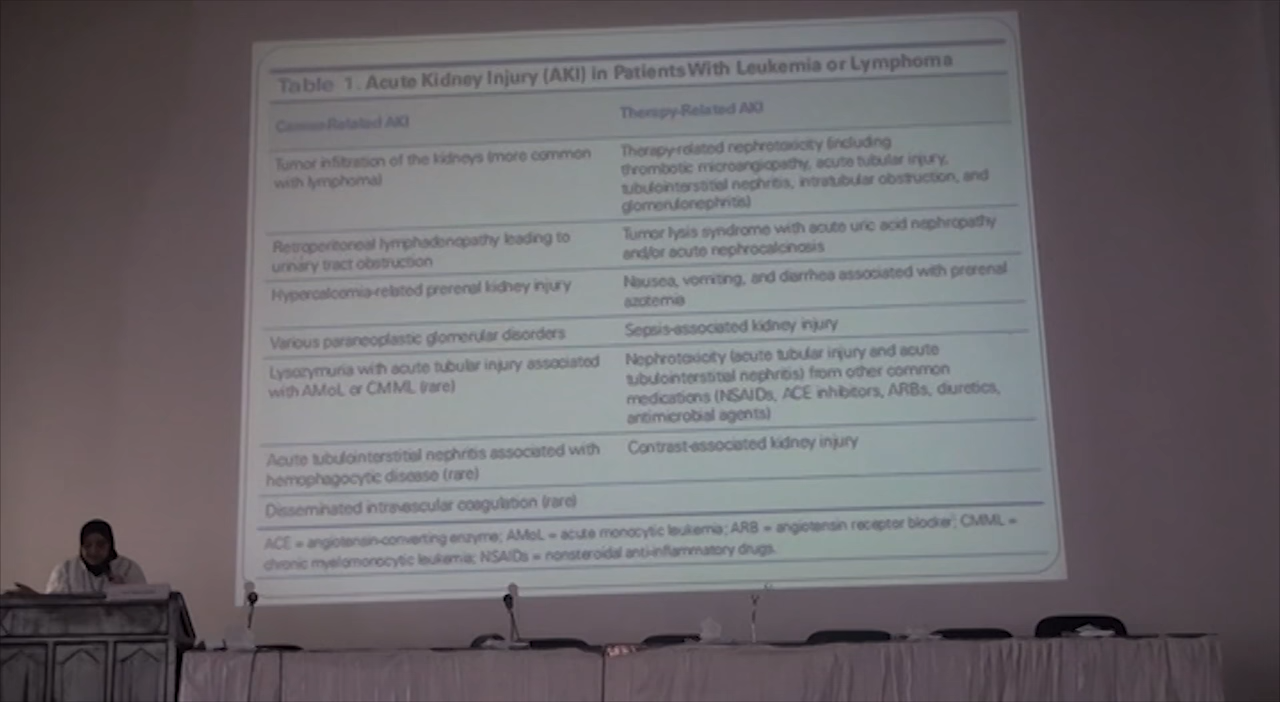 Table 1. Acute Kidney Injury (AKI) in Patients With Leukemia or Lymphoma
Cancer-Related AKI
Therapy-Related AKI
Tumor infiltration of the kidneys (more common
with lymphoma)
Therapy-related nephrotoxicity (including
thrombotic microangiopathy, acute tubular injury,
tubulointerstitial nephritis, intratubular obstruction, and
glomerulonephritis)
Retroperitoneal lymphadenopathy leading to
urinary tract obstruction
Tumor lysis syndrome with acute uric acid nephropathy
and/or acute nephrocalcinosis
Hypercalcemia-related prerenal kidney injury
Nausea, vomiting, and diarrhea associated with prerenal
azotemia
Various paraneoplastic glomerular disorders
Sepsis-associated kidney injury
Lysozymuria with acute tubular injury associated
with AMoL or CMML (rare)
Nephrotoxicity (acute tubular injury and acute
tubulointerstitial nephritis) from other common
medications (NSAIDs, ACE inhibitors, ARBs, diuretics,
antimicrobial agents)
Acute tubulointerstitial nephritis associated with
hemophagocytic disease (rare)
Contrast-associated kidney injury
Disseminated intravascular coagulation (rare)
ACE = angiotensin-converting enzyme; AMoL = acute monocytic leukemia; ARB = angiotensin receptor blocker; CMML =
chronic myelomonocytic leukemia; NSAIDs = nonsteroidal anti-inflammatory drugs.